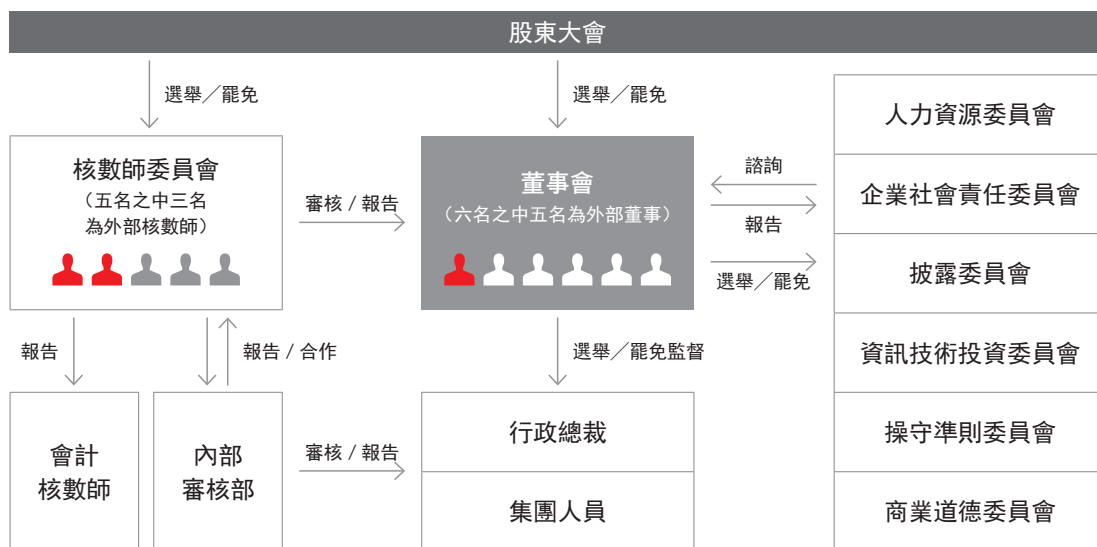 股東大會
選舉／罷免
選舉／罷免
核數師委員會
（五名之中三名
為外部核數師）
審核 / 報告
董事會
（六名之中五名為外部董事）
諮詢
報告
選舉／罷免
人力資源委員會
企業社會責任委員會
披露委員會
資訊技術投資委員會
操守準則委員會
商業道德委員會
報告
報告 / 合作
選舉／罷免監督
會計
核數師
內部
審核部
審核 / 報告
行政總裁
集團人員